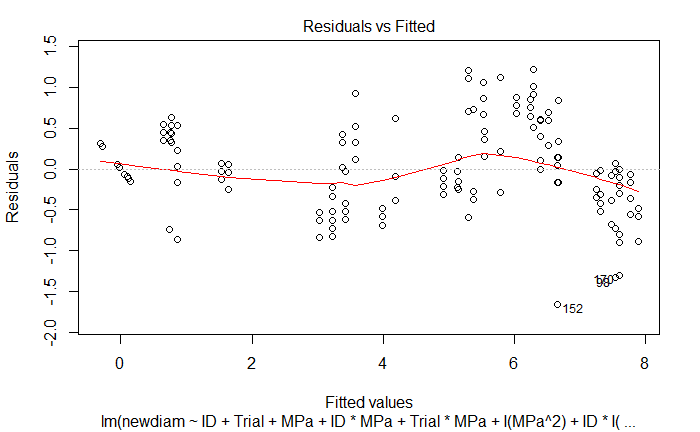 Residuals vs Fitted
Residuals
1.5
1.0
0.5
0.0
-0.5
-1.0
-1.5
-2.0
170
98
152
0 2 4 6 8
Fitted values
lm(newdiam ~ ID + Trial + MPa + ID * MPa + Trial * MPa + I(MPa^2) + ID * I( ...